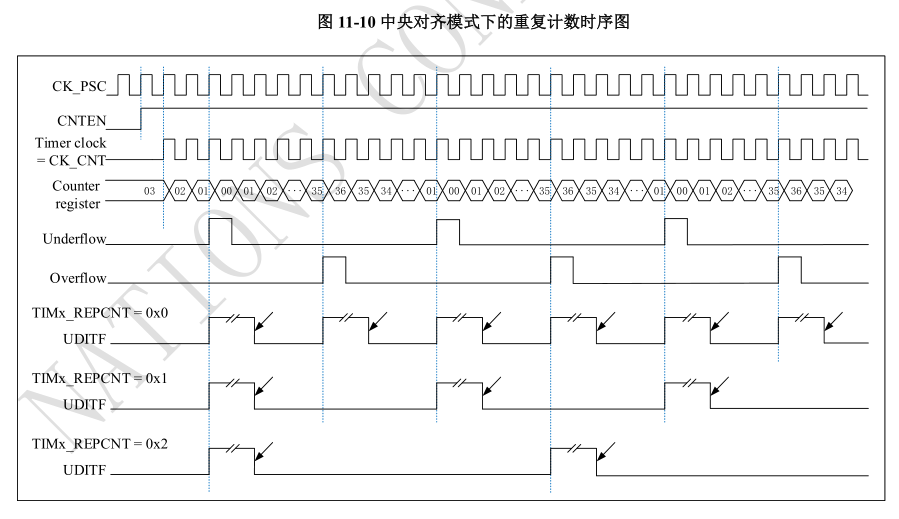 图 11-10 中央对齐模式下的重复计数时序图
CK_PSC
CNTEN
Timer clock
= CK_CNT
Counter
register
03 02 01 00 01 02 ··· 35 36 35 34 ··· 01 00 01 02 ··· 35 36 35 34 ··· 01 00 01 02 ··· 35 36 35 34
Underflow
Overflow
TIMx_REPCNT = 0x0
UDITF
TIMx_REPCNT = 0x1
UDITF
TIMx_REPCNT = 0x2
UDITF
NATIONS CON